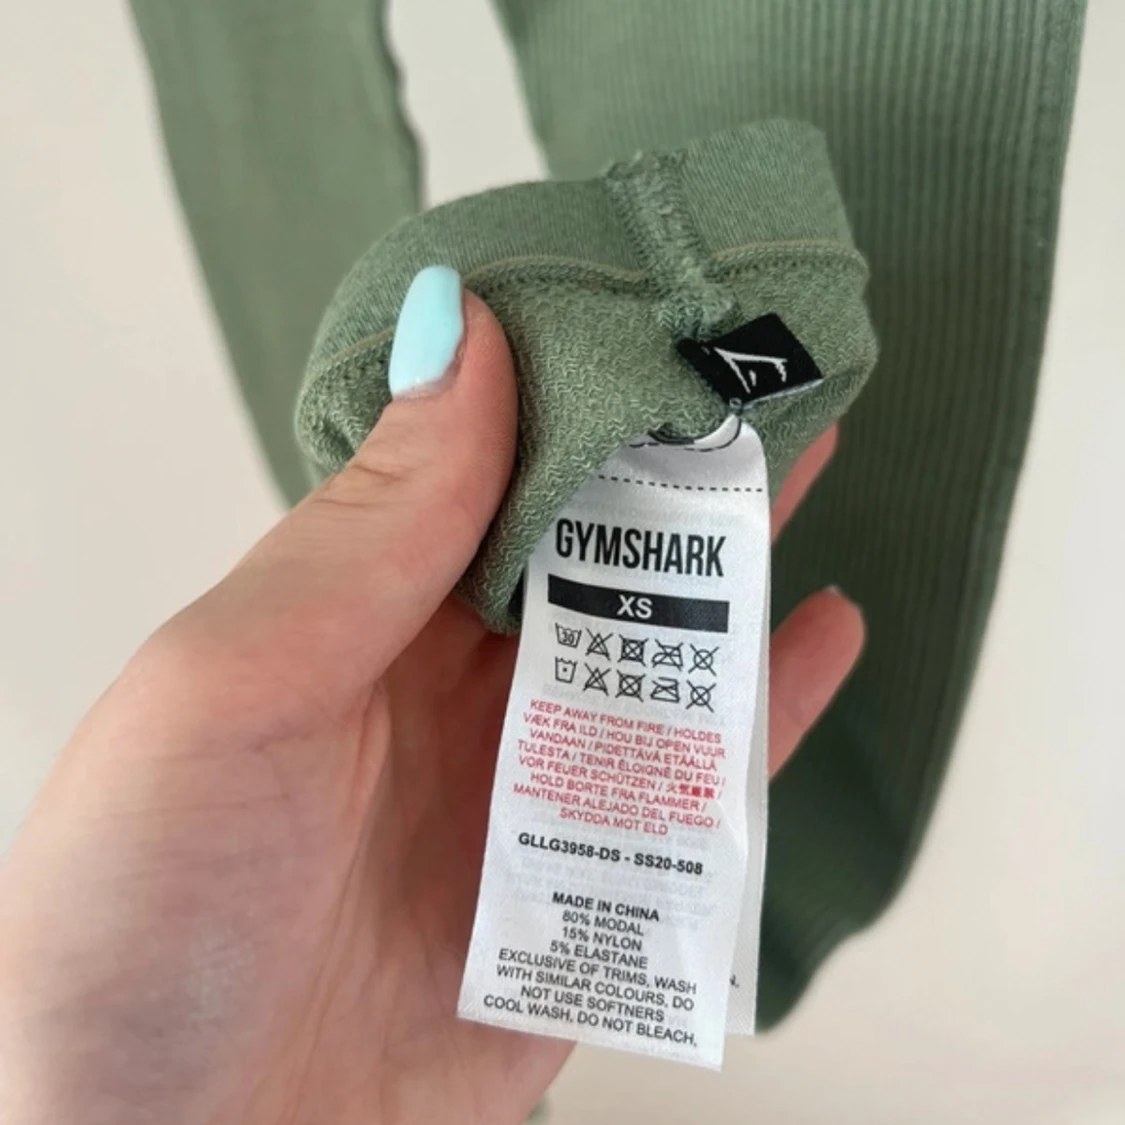 GYMSHARK
XS
30
KEEP AWAY FROM FIRE / HOLDES
VÆK FRA ILD / HOU BIJ OPEN VUUR
VANDAAN / PIDETTÄVÄ ETÄÄLLÄ
TULESTA / TENIR ÉLOIGNÉ DU FEU /
VOR FEUER SCHÜTZEN / 火気厳禁 /
HOLD BORTE FRA FLAMMER /
MANTENER ALEJADO DEL FUEGO /
SKYDDA MOT ELD
GLLG3958-DS - SS20-508
MADE IN CHINA
80% MODAL
15% NYLON
5% ELASTANE
EXCLUSIVE OF TRIMS, WASH
WITH SIMILAR COLOURS, DO
NOT USE SOFTNERS
COOL WASH, DO NOT BLEACH,
N.